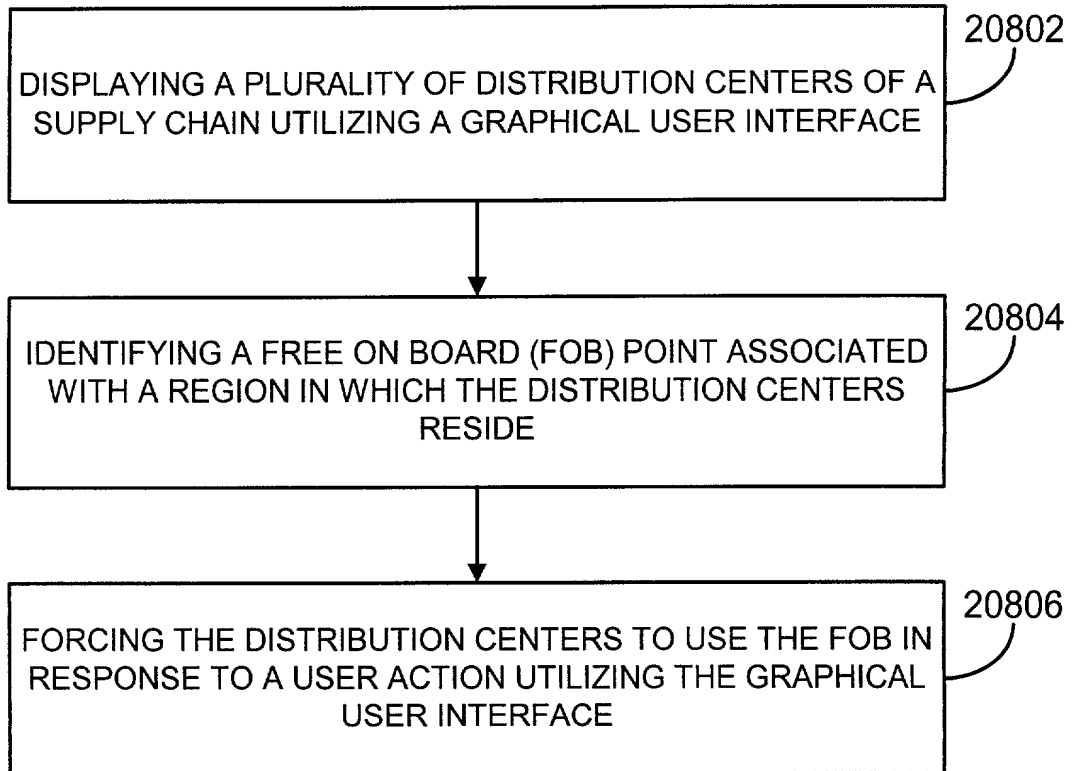 20802
DISPLAYING A PLURALITY OF DISTRIBUTION CENTERS OF A
SUPPLY CHAIN UTILIZING A GRAPHICAL USER INTERFACE
20804
IDENTIFYING A FREE ON BOARD (FOB) POINT ASSOCIATED
WITH A REGION IN WHICH THE DISTRIBUTION CENTERS
RESIDE
20806
FORCING THE DISTRIBUTION CENTERS TO USE THE FOB IN
RESPONSE TO A USER ACTION UTILIZING THE GRAPHICAL
USER INTERFACE